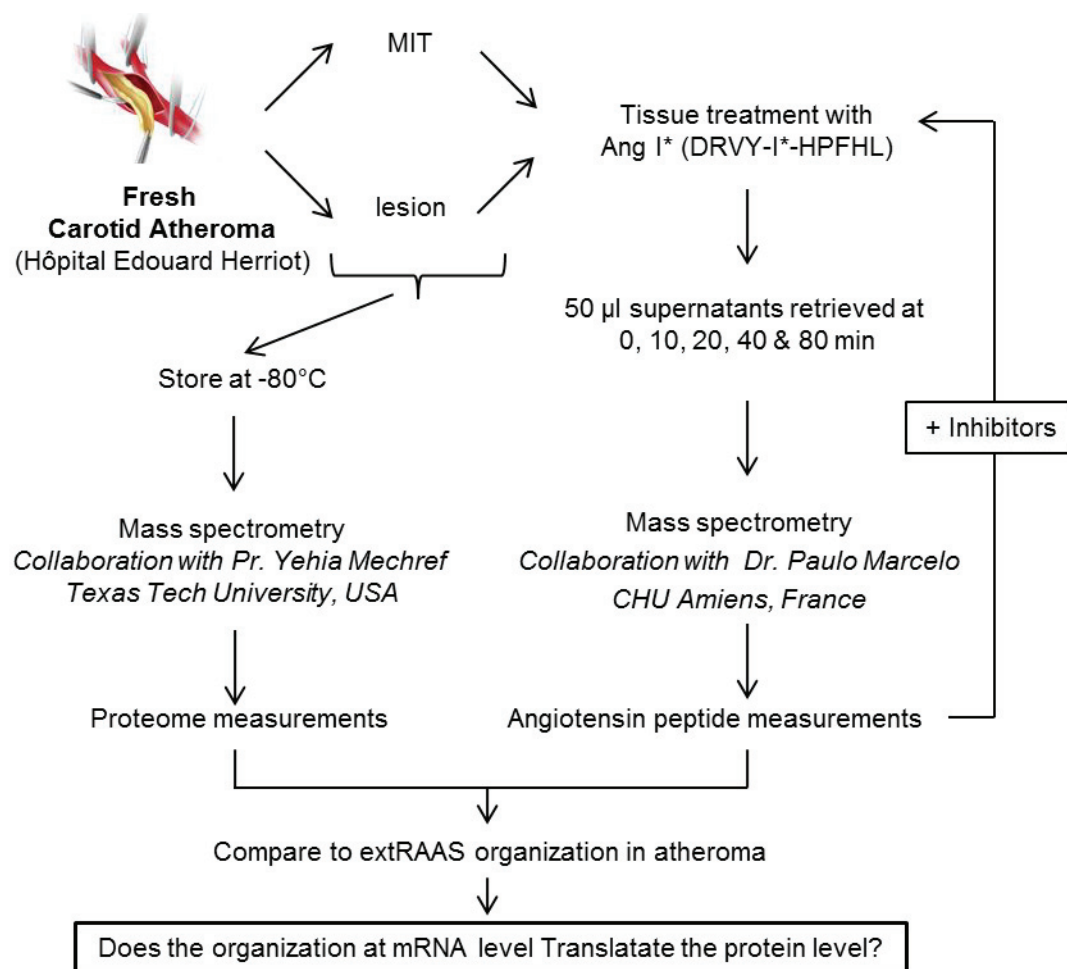 MIT
Fresh
Carotid Atheroma
(Hôpital Edouard Herriot)
lesion
Tissue treatment with
Ang I* (DRVY-I*-HPFHL)
50 µl supernatants retrieved at
0, 10, 20, 40 & 80 min
+ Inhibitors
Store at -80°C
Mass spectrometry
Collaboration with Pr. Yehia Mechref
Texas Tech University, USA
Mass spectrometry
Collaboration with Dr. Paulo Marcelo
CHU Amiens, France
Proteome measurements
Angiotensin peptide measurements
Compare to extRAAS organization in atheroma
Does the organization at mRNA level Translatate the protein level?